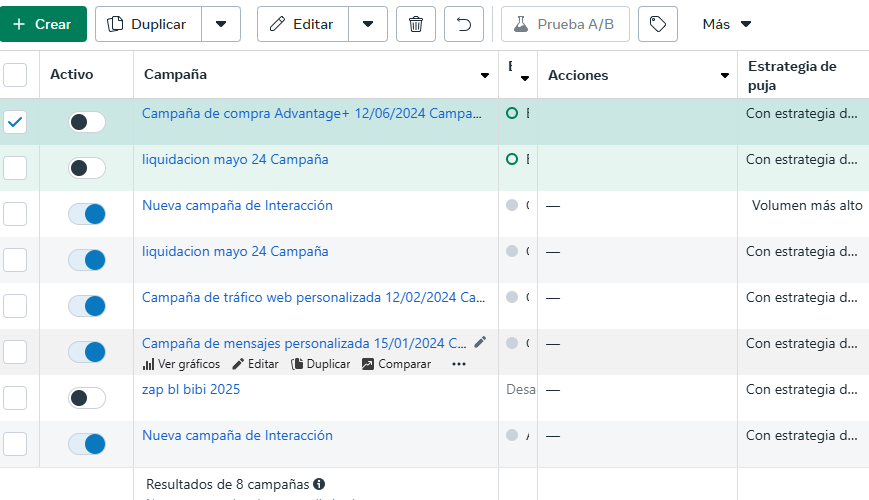 + Crear Duplicar Editar Prueba A/B Más
Activo Campaña Acciones Estrategia de puja
Campaña de compra Advantage+ 12/06/2024 Campa... Con estrategia d...
liquidacion mayo 24 Campaña Con estrategia d...
Nueva campaña de Interacción — Volumen más alto
liquidacion mayo 24 Campaña — Con estrategia d...
Campaña de tráfico web personalizada 12/02/2024 Ca... — Con estrategia d...
Campaña de mensajes personalizada 15/01/2024 C... — Con estrategia d...
Ver gráficos Editar Duplicar Comparar ...
zap bl bibi 2025 Desa — Con estrategia d...
Nueva campaña de Interacción — Con estrategia d...
Resultados de 8 campañas